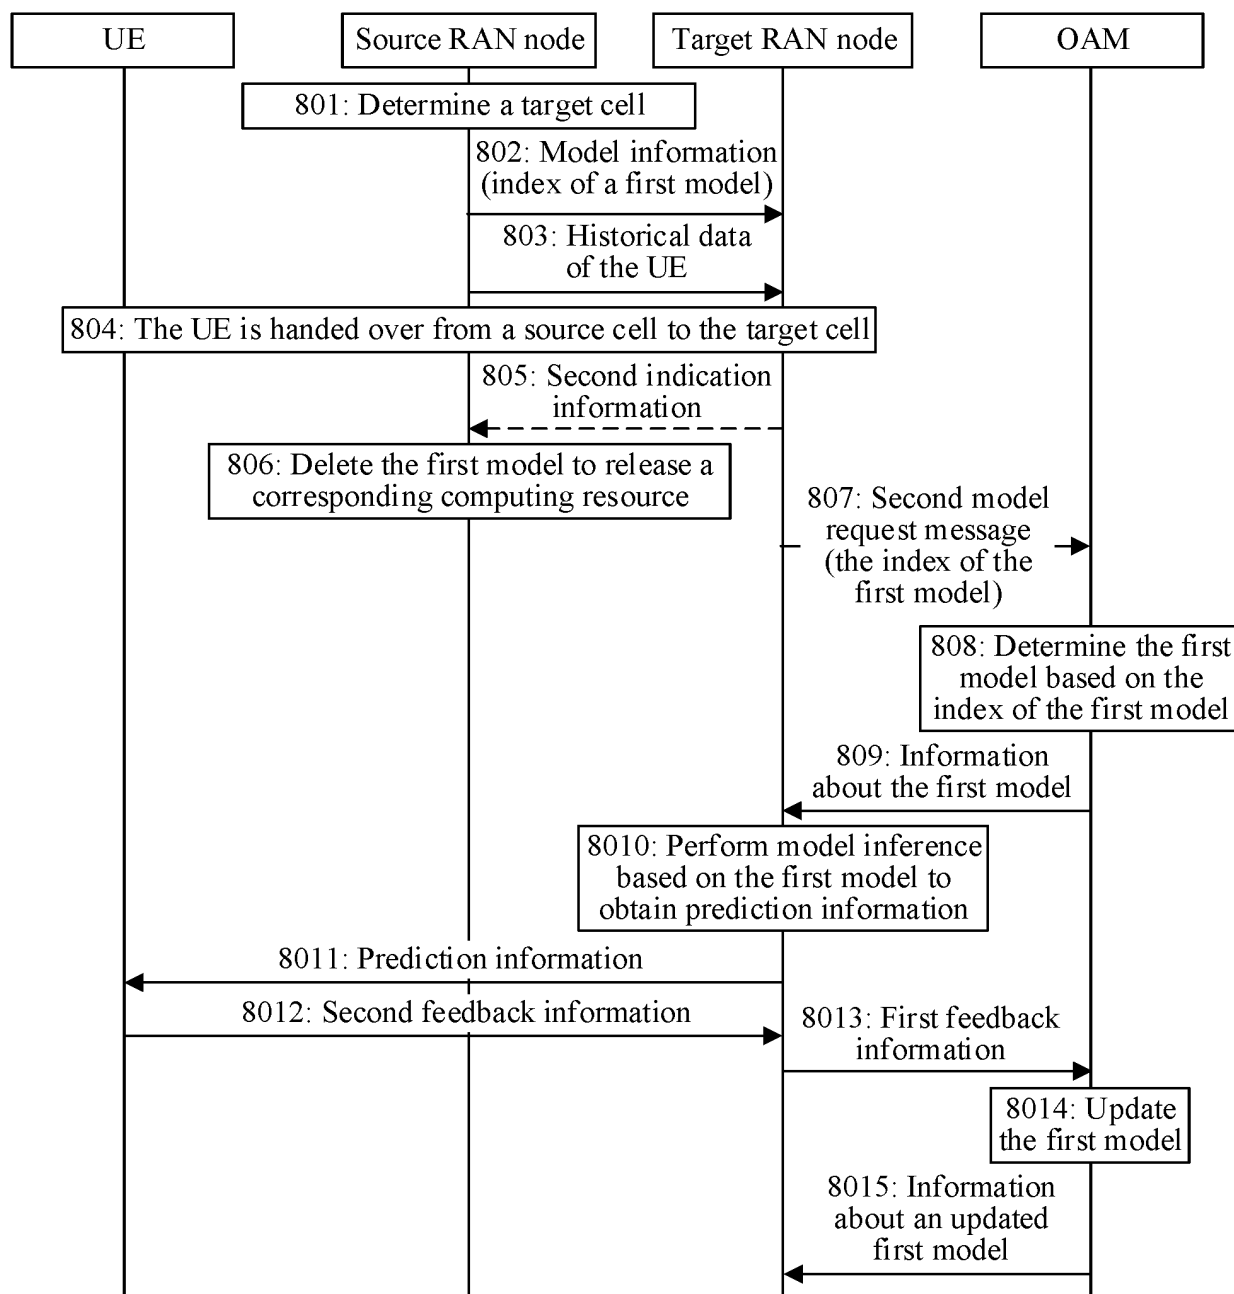 UE
Source RAN node
Target RAN node
OAM
801: Determine a target cell
802: Model information
(index of a first model)
803: Historical data
of the UE
804: The UE is handed over from a source cell to the target cell
805: Second indication
information
806: Delete the first model to release a
corresponding computing resource
807: Second model
request message
(the index of the
first model)
808: Determine the first
model based on the
index of the first model
809: Information
about the first model
8010: Perform model inference
based on the first model to
obtain prediction information
8011: Prediction information
8012: Second feedback information
8013: First feedback
information
8014: Update
the first model
8015: Information
about an updated
first model